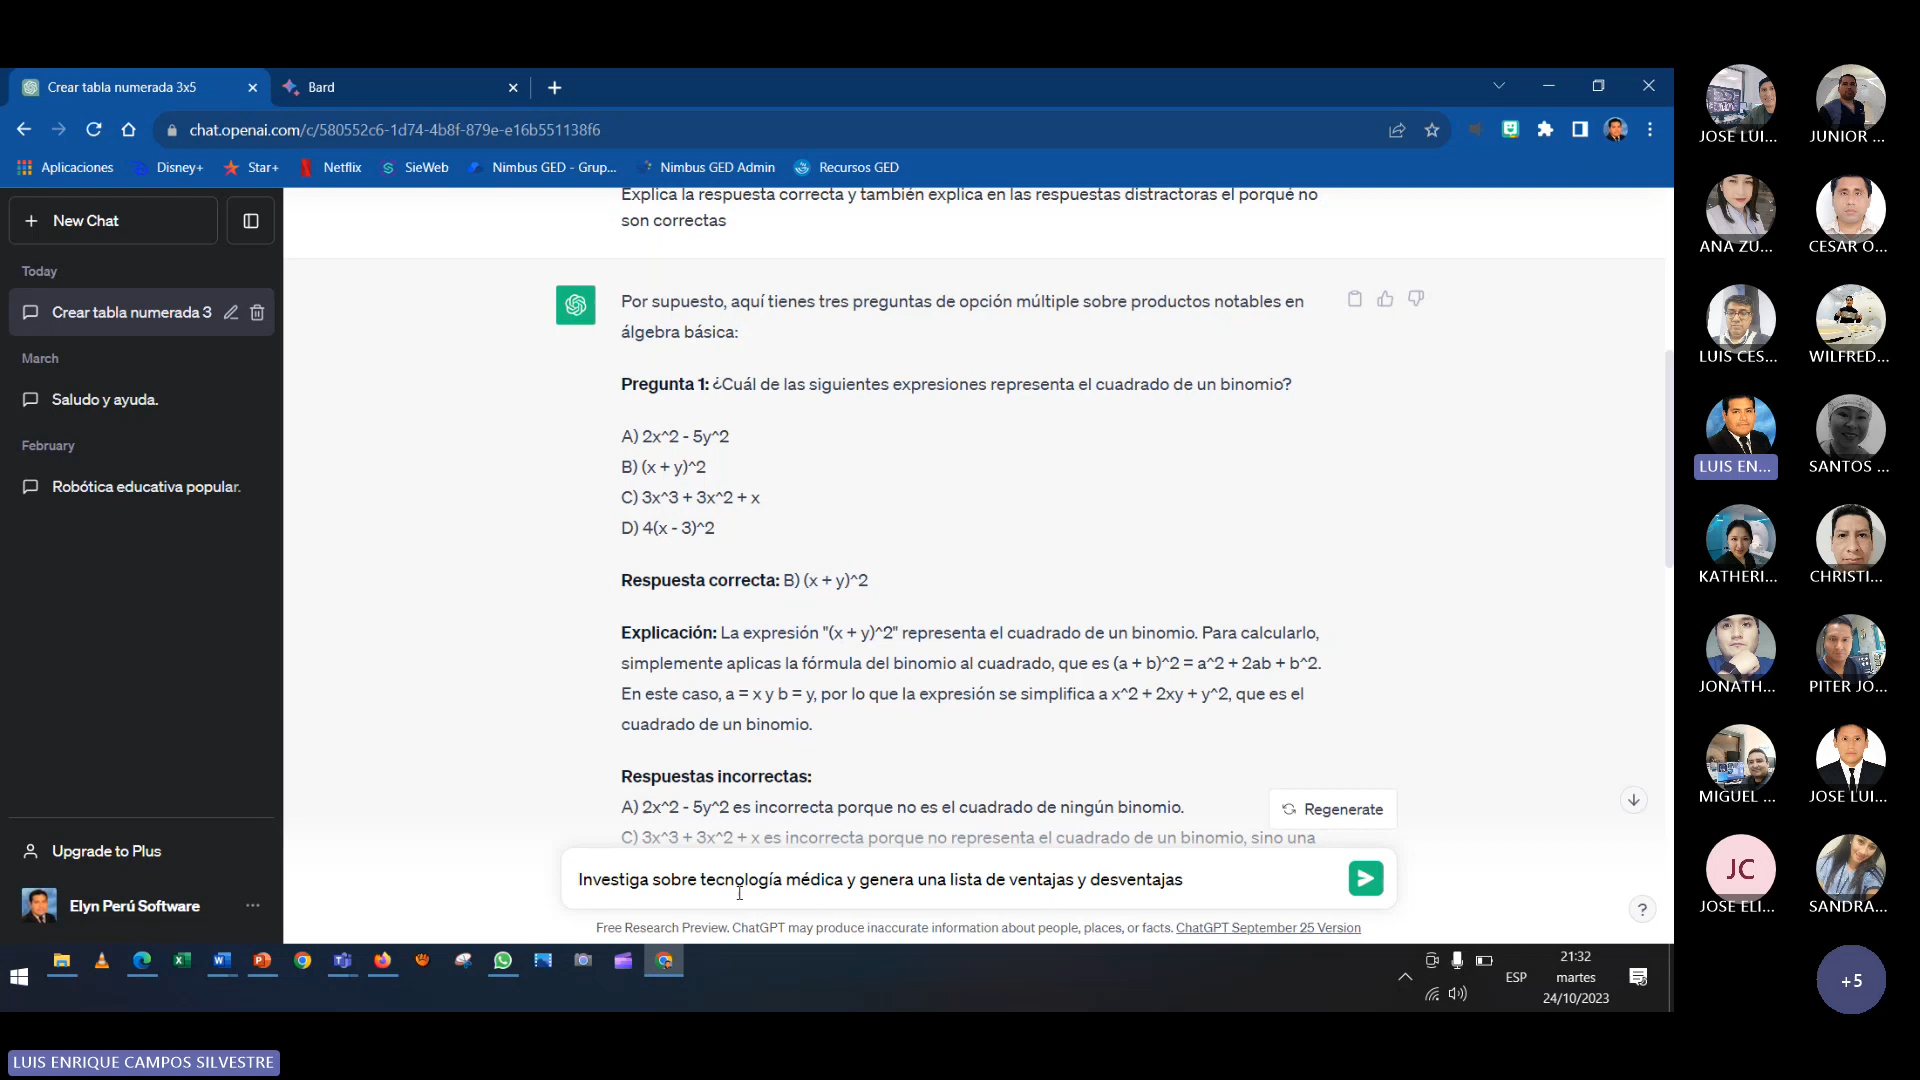 Crear tabla numerada 3x5
Bard
chat.openai.com/c/580552c6-1d74-4b8f-879e-e16b551138f6
Aplicaciones
Disney+
Star+
Netflix
SieWeb
Nimbus GED - Grup...
Nimbus GED Admin
Recursos GED
New Chat
Today
Crear tabla numerada 3
March
Saludo y ayuda.
February
Robótica educativa popular.
Upgrade to Plus
Elyn Perú Software
Explica la respuesta correcta y también explica en las respuestas distractoras el porqué no
son correctas
Por supuesto, aquí tienes tres preguntas de opción múltiple sobre productos notables en
álgebra básica:
Pregunta 1: ¿Cuál de las siguientes expresiones representa el cuadrado de un binomio?
A) 2x^2 - 5y^2
B) (x + y)^2
C) 3x^3 + 3x^2 + x
D) 4(x - 3)^2
Respuesta correcta: B) (x + y)^2
Explicación: La expresión "(x + y)^2" representa el cuadrado de un binomio. Para calcularlo,
simplemente aplicas la fórmula del binomio al cuadrado, que es (a + b)^2 = a^2 + 2ab + b^2.
En este caso, a = x y b = y, por lo que la expresión se simplifica a x^2 + 2xy + y^2, que es el
cuadrado de un binomio.
Respuestas incorrectas:
A) 2x^2 - 5y^2 es incorrecta porque no es el cuadrado de ningún binomio.
C) 3x^3 + 3x^2 + x es incorrecta porque no representa el cuadrado de un binomio, sino una
Regenerate
Investiga sobre tecnología médica y genera una lista de ventajas y desventajas
Free Research Preview. ChatGPT may produce inaccurate information about people, places, or facts. ChatGPT September 25 Version
?
ESP
21:32
martes
24/10/2023
JOSE LUI...
JUNIOR ...
ANA ZU...
CESAR O...
LUIS CES...
WILFRED...
LUIS EN...
SANTOS ...
KATHERI...
CHRISTI...
JONATH...
PITER JO...
MIGUEL ...
JOSE LUI...
JC
JOSE ELI...
SANDRA...
+5
LUIS ENRIQUE CAMPOS SILVESTRE